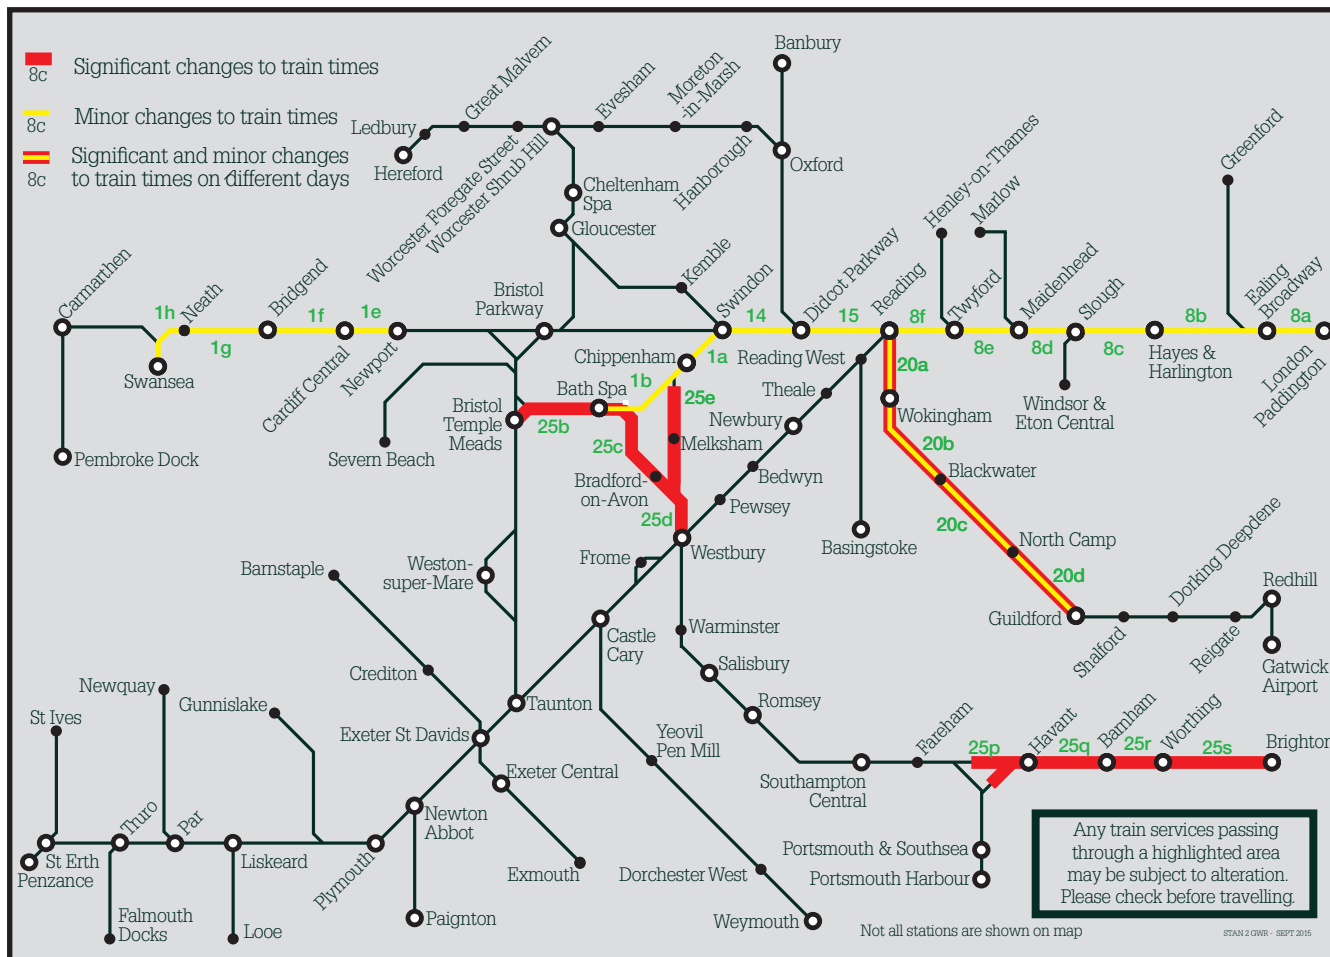 8c
Significant changes to train times
8c
Minor changes to train times
8c
Significant and minor changes
to train times on different days
Banbury
Great Malvern
Evesham
Moreton
-in-Marsh
Ledbury
Hereford
Worcester Foregate Street
Worcester Shrub Hill
Hanborough
Oxford
Cheltenham
Spa
Gloucester
Kemble
Henley-on-Thames
Marlow
Greenford
Carmarthen
1h
Neath
1g
Bridgend
1f
Cardiff Central
1e
Newport
Swansea
Pembroke Dock
Bristol
Parkway
Swindon
14
Didcot Parkway
15
Reading
8f
Twyford
8e
Maidenhead
8d
Slough
8c
8b
Hayes &
Harlington
Ealing
Broadway
8a
London
Paddington
Windsor &
Eton Central
Chippenham
1a
1b
Bath Spa
Bristol
Temple
Meads
25b
25c
25e
Melksham
Bradford-
on-Avon
25d
Westbury
Severn Beach
Reading West
Theale
Newbury
Bedwyn
Pewsey
Basingstoke
20a
Wokingham
20b
Blackwater
20c
North Camp
20d
Guildford
Shalford
Dorking Deepdene
Reigate
Redhill
Gatwick
Airport
Weston-
super-Mare
Frome
Castle
Cary
Warminster
Salisbury
Romsey
Southampton
Central
Fareham
25p
Havant
25q
Barnham
25r
Worthing
25s
Brighton
Portsmouth & Southsea
Portsmouth Harbour
Yeovil
Pen Mill
Dorchester West
Weymouth
Barnstaple
Crediton
Taunton
Exeter St Davids
Exeter Central
Exmouth
Newton
Abbot
Paignton
Newquay
Gunnislake
St Ives
Truro
Par
St Erth
Penzance
Liskeard
Plymouth
Falmouth
Docks
Looe
Any train services passing
through a highlighted area
may be subject to alteration.
Please check before travelling.
Not all stations are shown on map
STAN 2 GWR - SEPT 2015